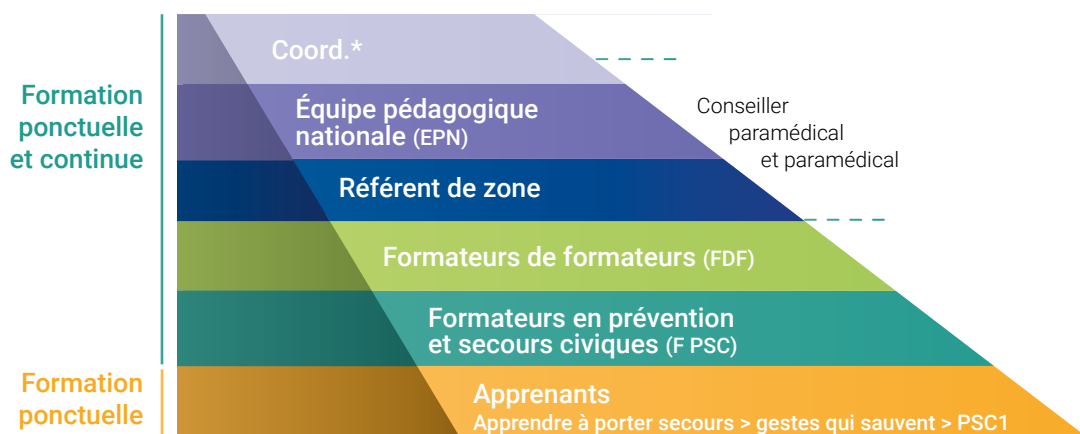 Coord.*
Formation
ponctuelle
et continue
Équipe pédagogique
nationale (EPN)
Conseiller
paramédical
et paramédical
Référent de zone
Formateurs de formateurs (FDF)
Formateurs en prévention
et secours civiques (F PSC)
Formation
ponctuelle
Apprenants
Apprendre à porter secours > gestes qui sauvent > PSC1